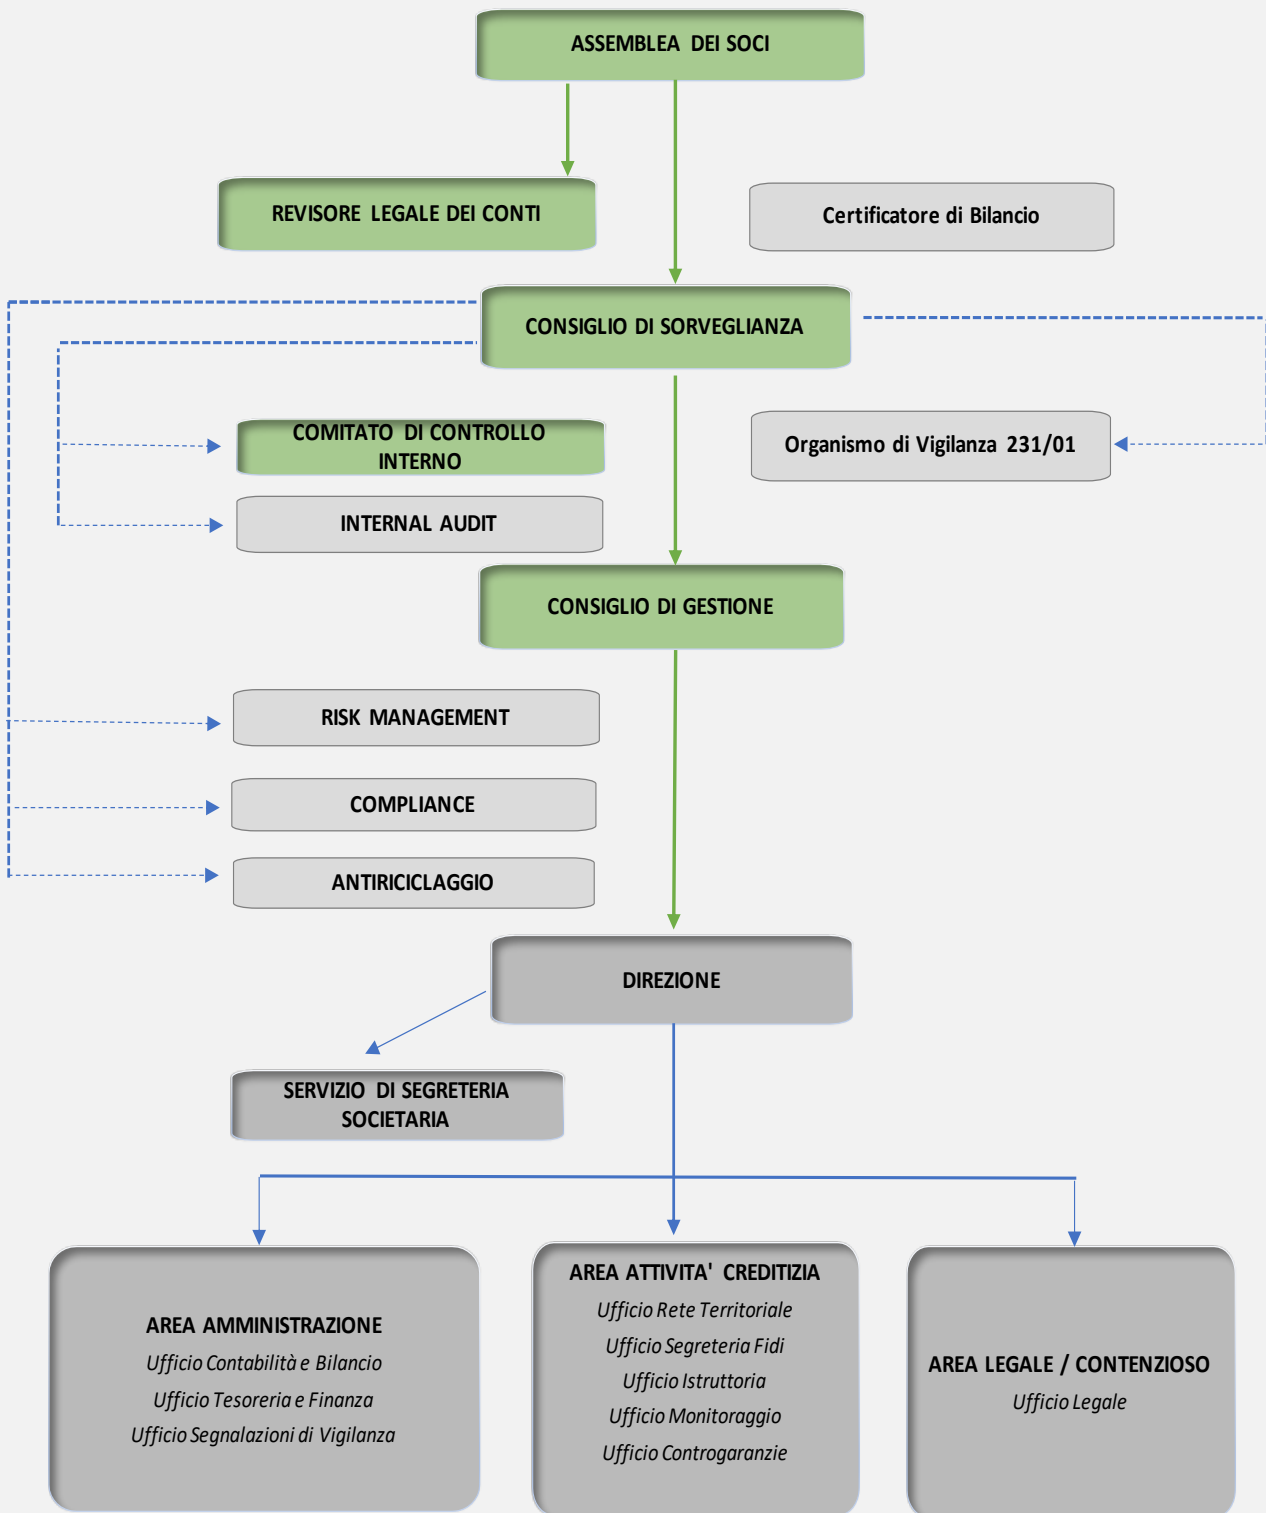 ASSEMBLEA DEI SOCI
REVISORE LEGALE DEI CONTI
Certificatore di Bilancio
CONSIGLIO DI SORVEGLIANZA
COMITATO DI CONTROLLO
INTERNO
Organismo di Vigilanza 231/01
INTERNAL AUDIT
CONSIGLIO DI GESTIONE
RISK MANAGEMENT
COMPLIANCE
ANTIRICICLAGGIO
DIREZIONE
SERVIZIO DI SEGRETERIA
SOCIETARIA
AREA AMMINISTRAZIONE
Ufficio Contabilità e Bilancio
Ufficio Tesoreria e Finanza
Ufficio Segnalazioni di Vigilanza
AREA ATTIVITA' CREDITIZIA
Ufficio Rete Territoriale
Ufficio Segreteria Fidi
Ufficio Istruttoria
Ufficio Monitoraggio
Ufficio Controgaranzie
AREA LEGALE / CONTENZIOSO
Ufficio Legale